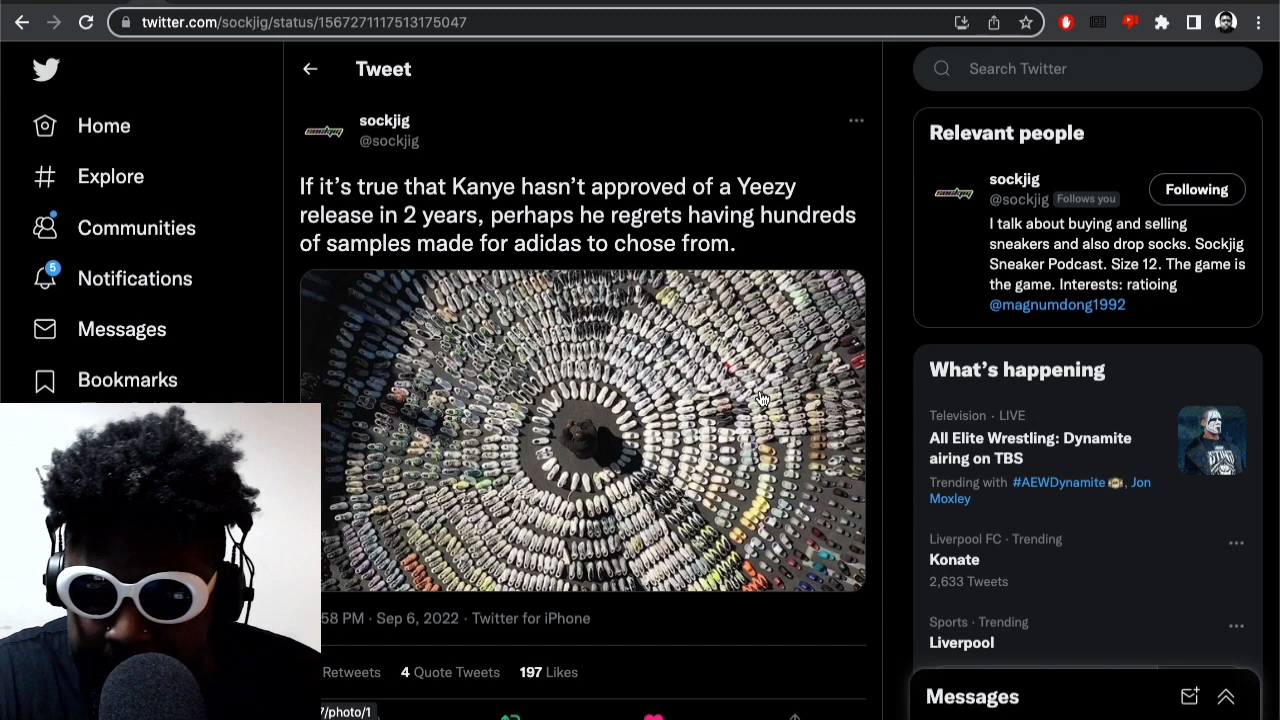 twitter.com/sockjig/status/1567271117513175047
Home
Explore
Communities
5
Notifications
Messages
Bookmarks
Tweet
sockjig
@sockjig
If it’s true that Kanye hasn’t approved of a Yeezy
release in 2 years, perhaps he regrets having hundreds
of samples made for adidas to chose from.
58 PM · Sep 6, 2022 · Twitter for iPhone
Retweets 4 Quote Tweets 197 Likes
7/photo/1
Search Twitter
Relevant people
sockjig
@sockjig Follows you
Following
I talk about buying and selling
sneakers and also drop socks. Sockjig
Sneaker Podcast. Size 12. The game is
the game. Interests: ratioing
@magnumdong1992
What’s happening
Television · LIVE
All Elite Wrestling: Dynamite
airing on TBS
Trending with #AEWDynamite, Jon
Moxley
Liverpool FC · Trending
Konate
2,633 Tweets
Sports · Trending
Liverpool
Messages